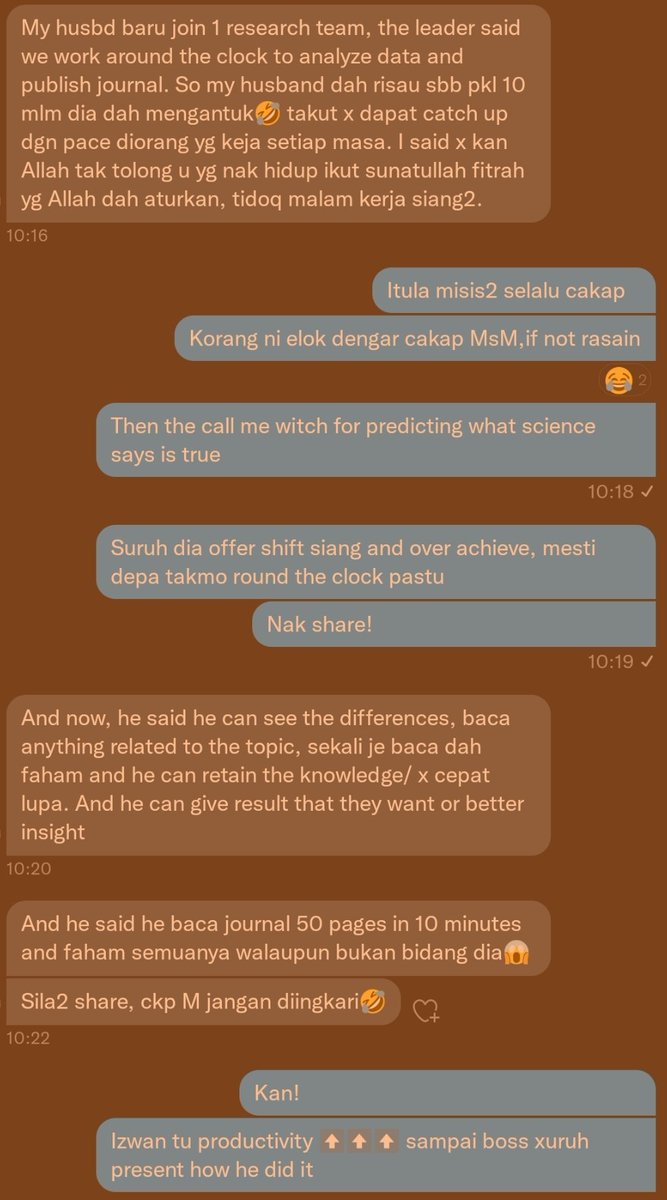 My husbd baru join 1 research team, the leader said
we work around the clock to analyze data and
publish journal. So my husband dah risau sbb pkl 10
mlm dia dah mengantuk🤣 takut x dapat catch up
dgn pace diorang yg keja setiap masa. I said x kan
Allah tak tolong u yg nak hidup ikut sunatullah fitrah
yg Allah dah aturkan, tidoq malam kerja siang2.
10:16
Itula misis2 selalu cakap
Korang ni elok dengar cakap MsM,if not rasain
😂 2
Then the call me witch for predicting what science
says is true
10:18 ✓
Suruh dia offer shift siang and over achieve, mesti
depa takmo round the clock pastu
Nak share!
10:19 ✓
And now, he said he can see the differences, baca
anything related to the topic, sekali je baca dah
faham and he can retain the knowledge/ x cepat
lupa. And he can give result that they want or better
insight
10:20
And he said he baca journal 50 pages in 10 minutes
and faham semuanya walaupun bukan bidang dia😱
Sila2 share, ckp M jangan diingkari🤣
10:22
Kan!
Izwan tu productivity ⬆⬆⬆ sampai boss xuruh
present how he did it